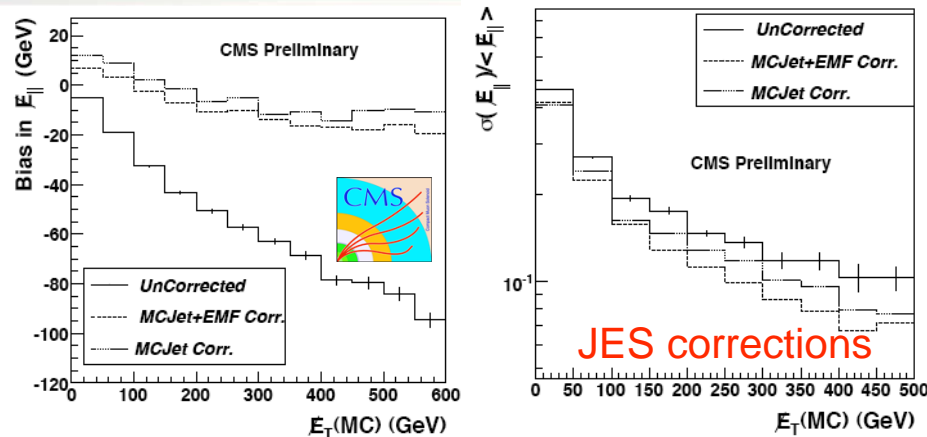 CMS Preliminary
Bias in E̸∥ (GeV)
20
0
-20
-40
-60
-80
-100
-120
CMS
UnCorrected
MCJet+EMF Corr.
MCJet Corr.
0 100 200 300 400 500 600
E̸T(MC) (GeV)
σ(E̸∥)/<E̸∥>
UnCorrected
MCJet+EMF Corr.
MCJet Corr.
CMS Preliminary
10-1
JES corrections
0 50 100 150 200 250 300 350 400 450 500
E̸T(MC) (GeV)